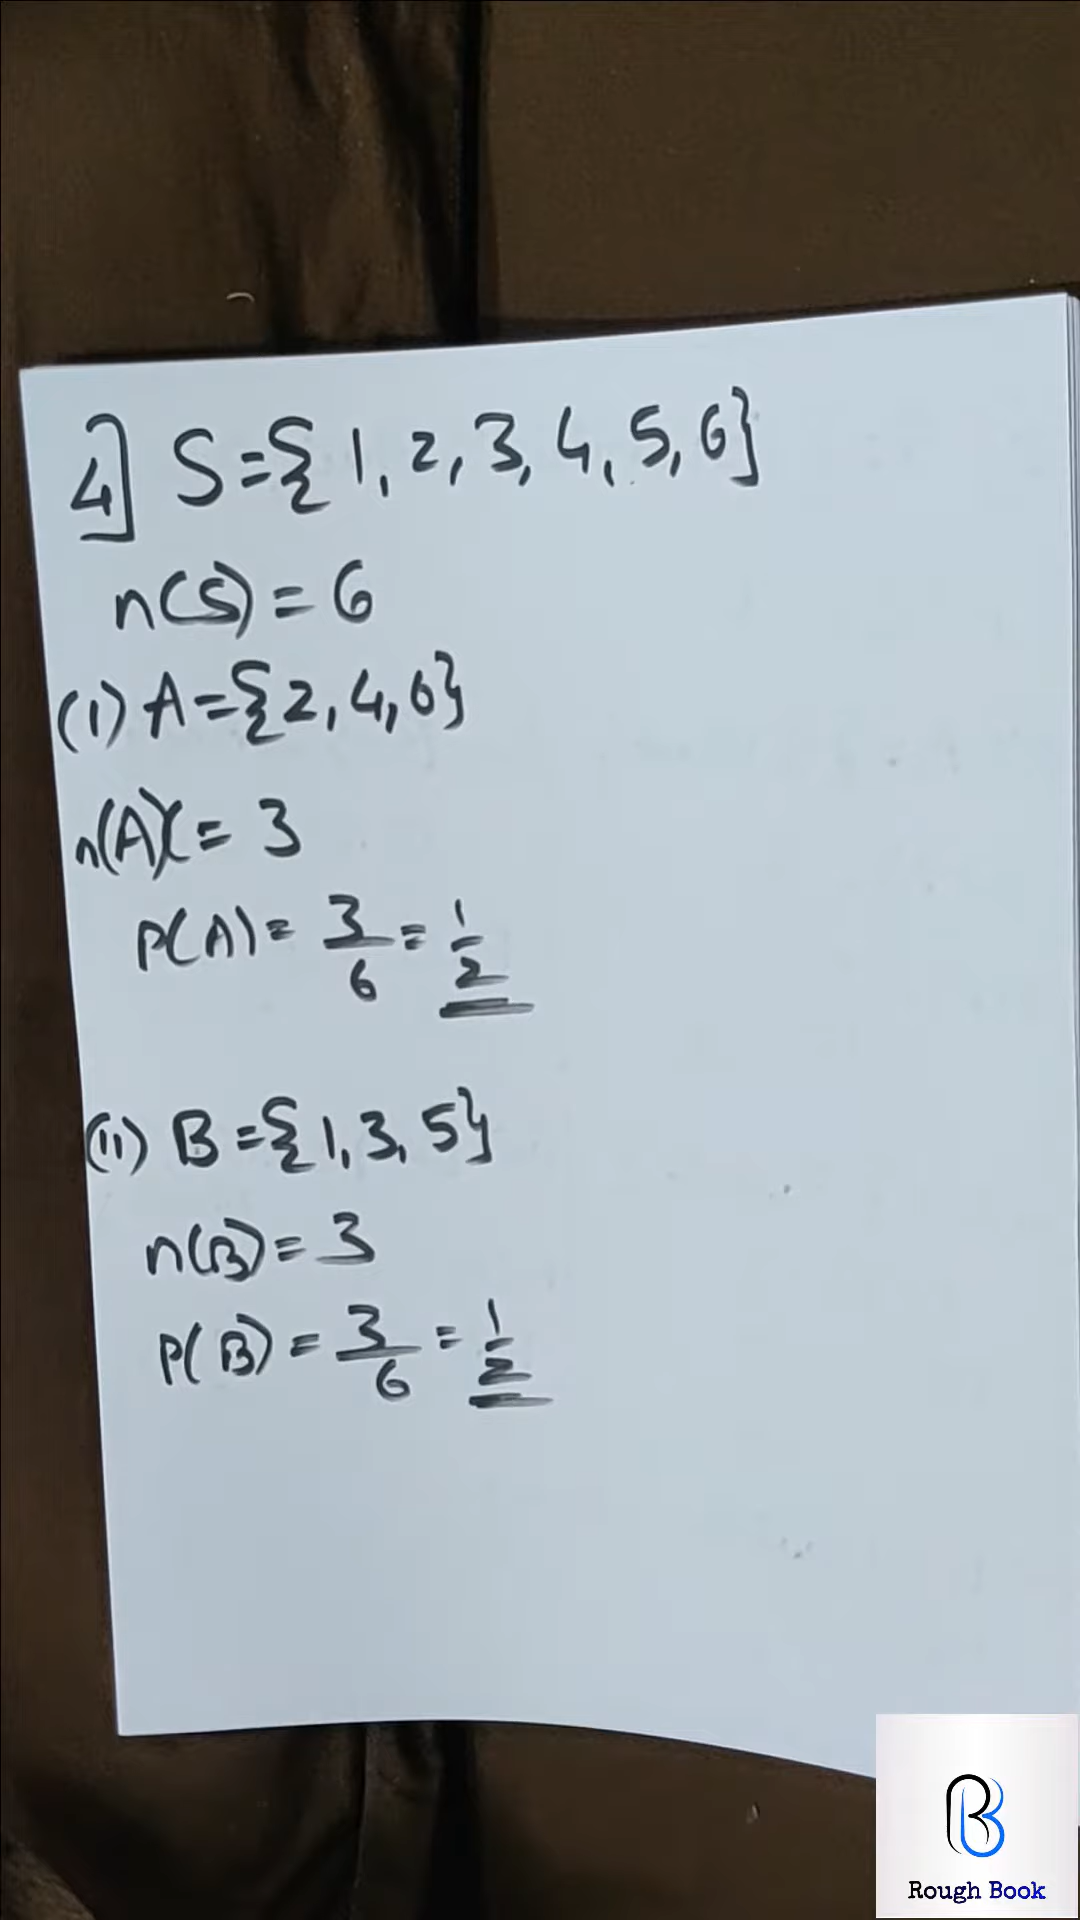 4] S={1, 2, 3, 4, 5, 6}
n(S) = 6
(i) A={2, 4, 6}
n(A)(= 3
P(A) = 3/6 = 1/2
(ii) B={1, 3, 5}
n(B) = 3
P(B) = 3/6 = 1/2
Rough Book